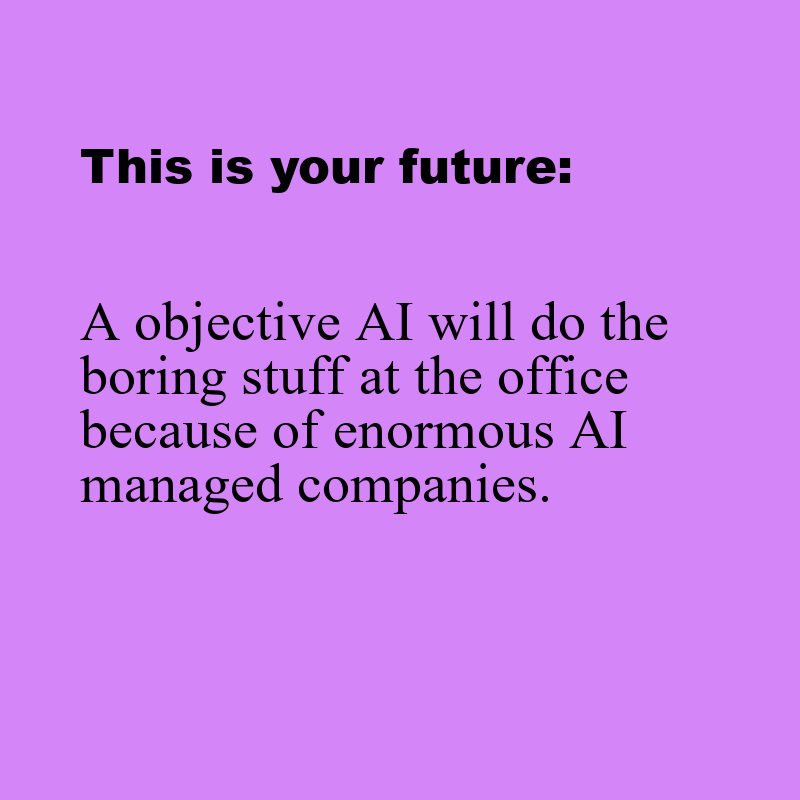 This is your future:
A objective AI will do the
boring stuff at the office
because of enormous AI
managed companies.